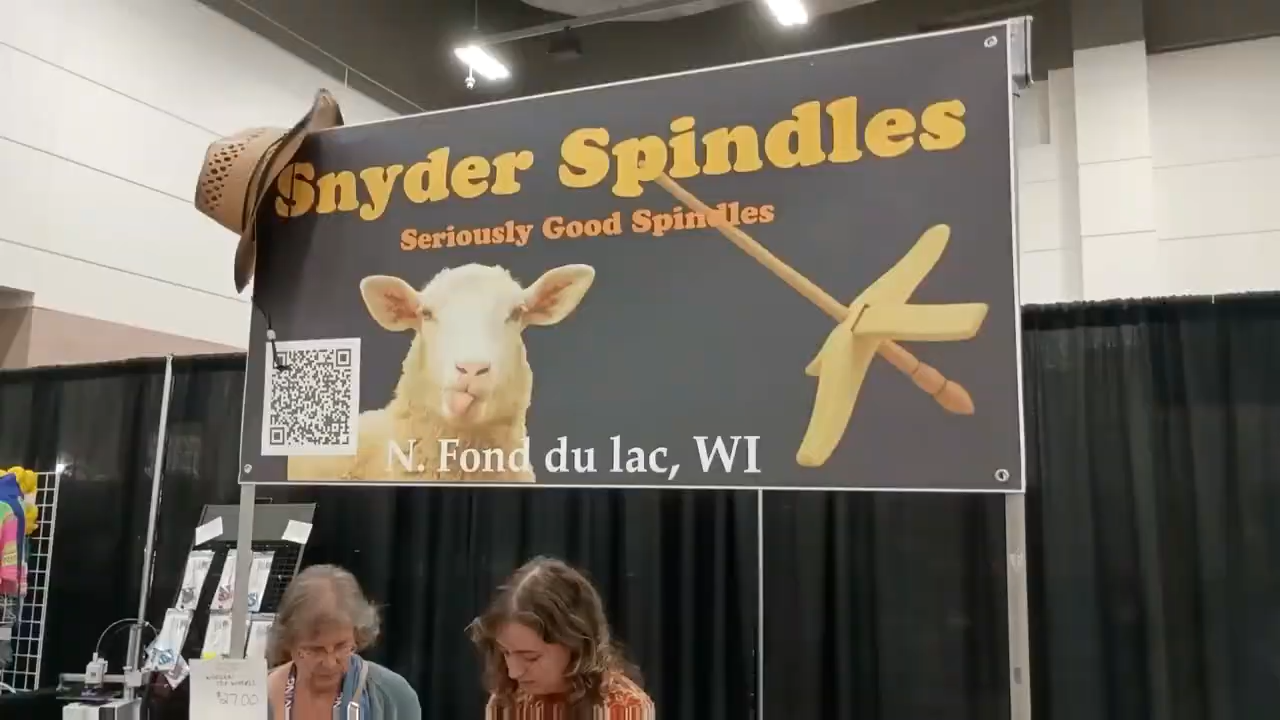 Snyder Spindles
Seriously Good Spindles
N. Fond du lac, WI
$27.00